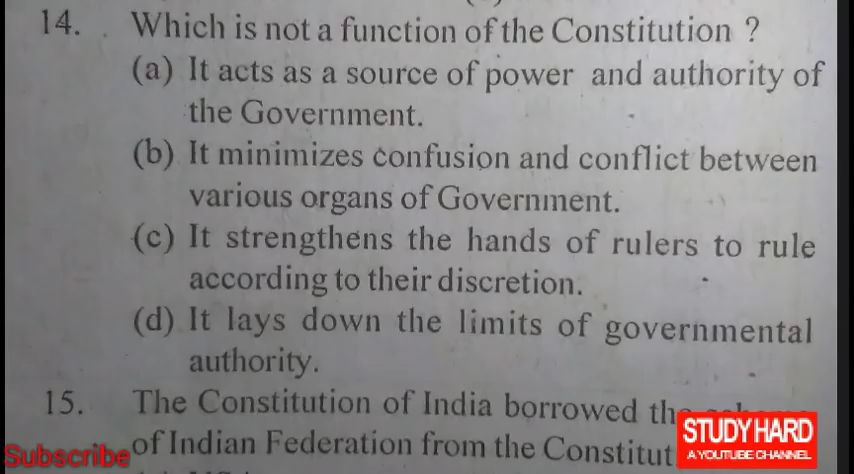 14. Which is not a function of the Constitution ?
(a) It acts as a source of power and authority of
the Government.
(b) It minimizes confusion and conflict between
various organs of Government.
(c) It strengthens the hands of rulers to rule
according to their discretion.
(d) It lays down the limits of governmental
authority.
15. The Constitution of India borrowed
of Indian Federation from the
STUDY HARD
A YOUTUBE CHANNEL
Subscribe